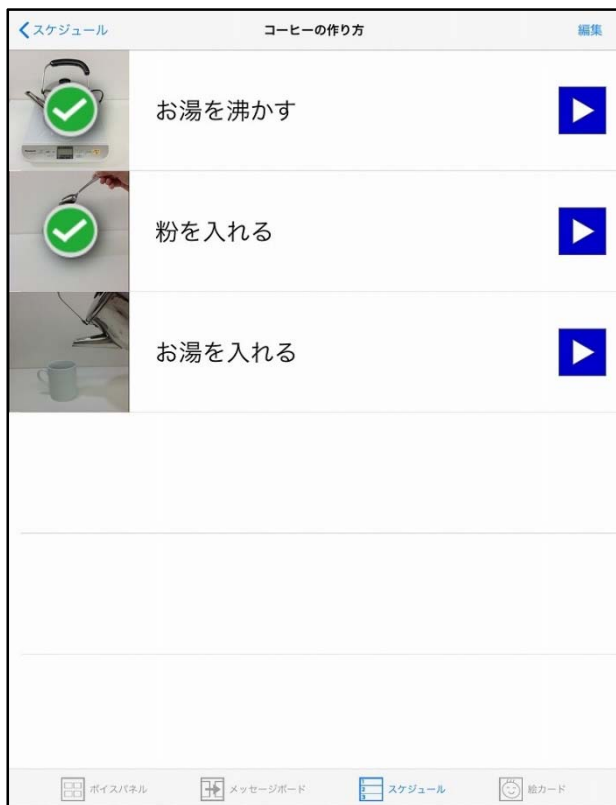 スケジュール
コーヒーの作り方
編集
お湯を沸かす
粉を入れる
お湯を入れる
ボイスパネル
メッセージボード
スケジュール
絵カード